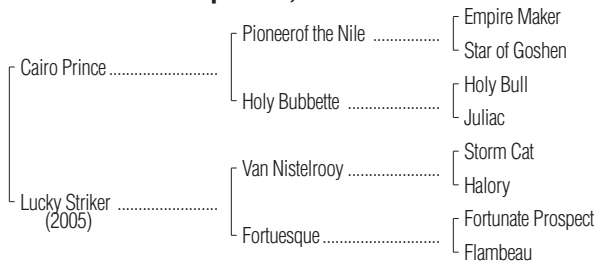 Empire Maker
Pioneerof the Nile ................
Star of Goshen
Cairo Prince ..........................
Holy Bull
Holy Bubbette ......................
Juliac
Storm Cat
Van Nistelrooy ......................
Halory
Lucky Striker ........................
(2005)
Fortunate Prospect
Fortuesque ............................
Flambeau